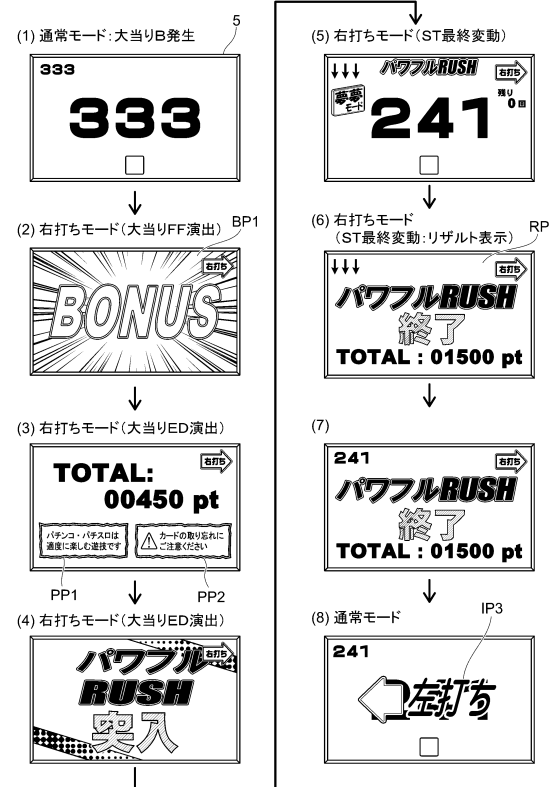 (1) 通常モード：大当りB発生
5
333
333
(2) 右打ちモード（大当りFF演出）
BP1
右打ち
BONUS
(3) 右打ちモード（大当りED演出）
右打ち
TOTAL:
00450 pt
パチンコ・パチスロは
適度に楽しむ遊技です
カードの取り忘れに
ご注意ください
PP1
PP2
(4) 右打ちモード（大当りED演出）
右打ち
パワフル
RUSH
突入
(5) 右打ちモード（ST最終変動）
パワフルRUSH
右打ち
夢夢
モード
残り
0回
241
(6) 右打ちモード
（ST最終変動：リザルト表示）
RP
右打ち
パワフルRUSH
終了
TOTAL : 01500 pt
(7)
241
右打ち
パワフルRUSH
終了
TOTAL : 01500 pt
(8) 通常モード
IP3
241
左打ち